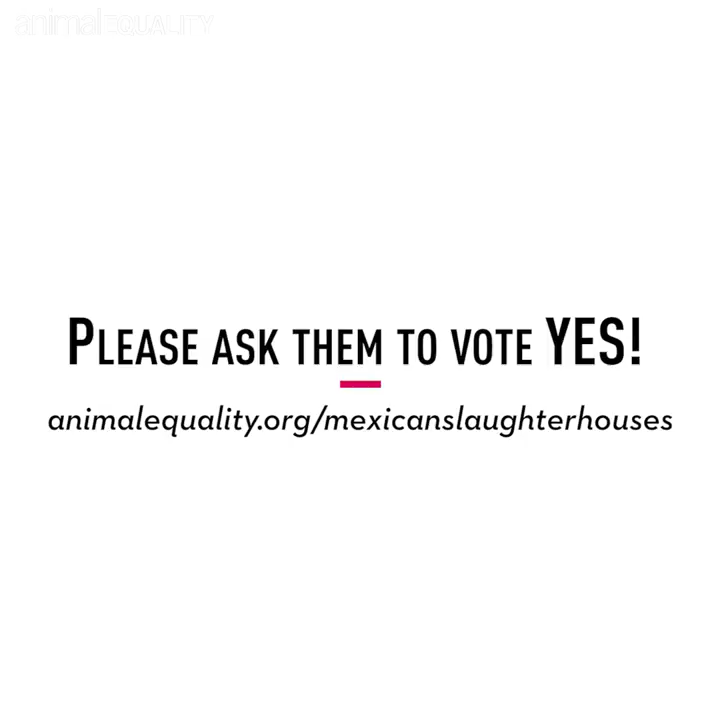 animalEQUALITY
PLEASE ASK THEM TO VOTE YES!
animalequality.org/mexicanslaughterhouses